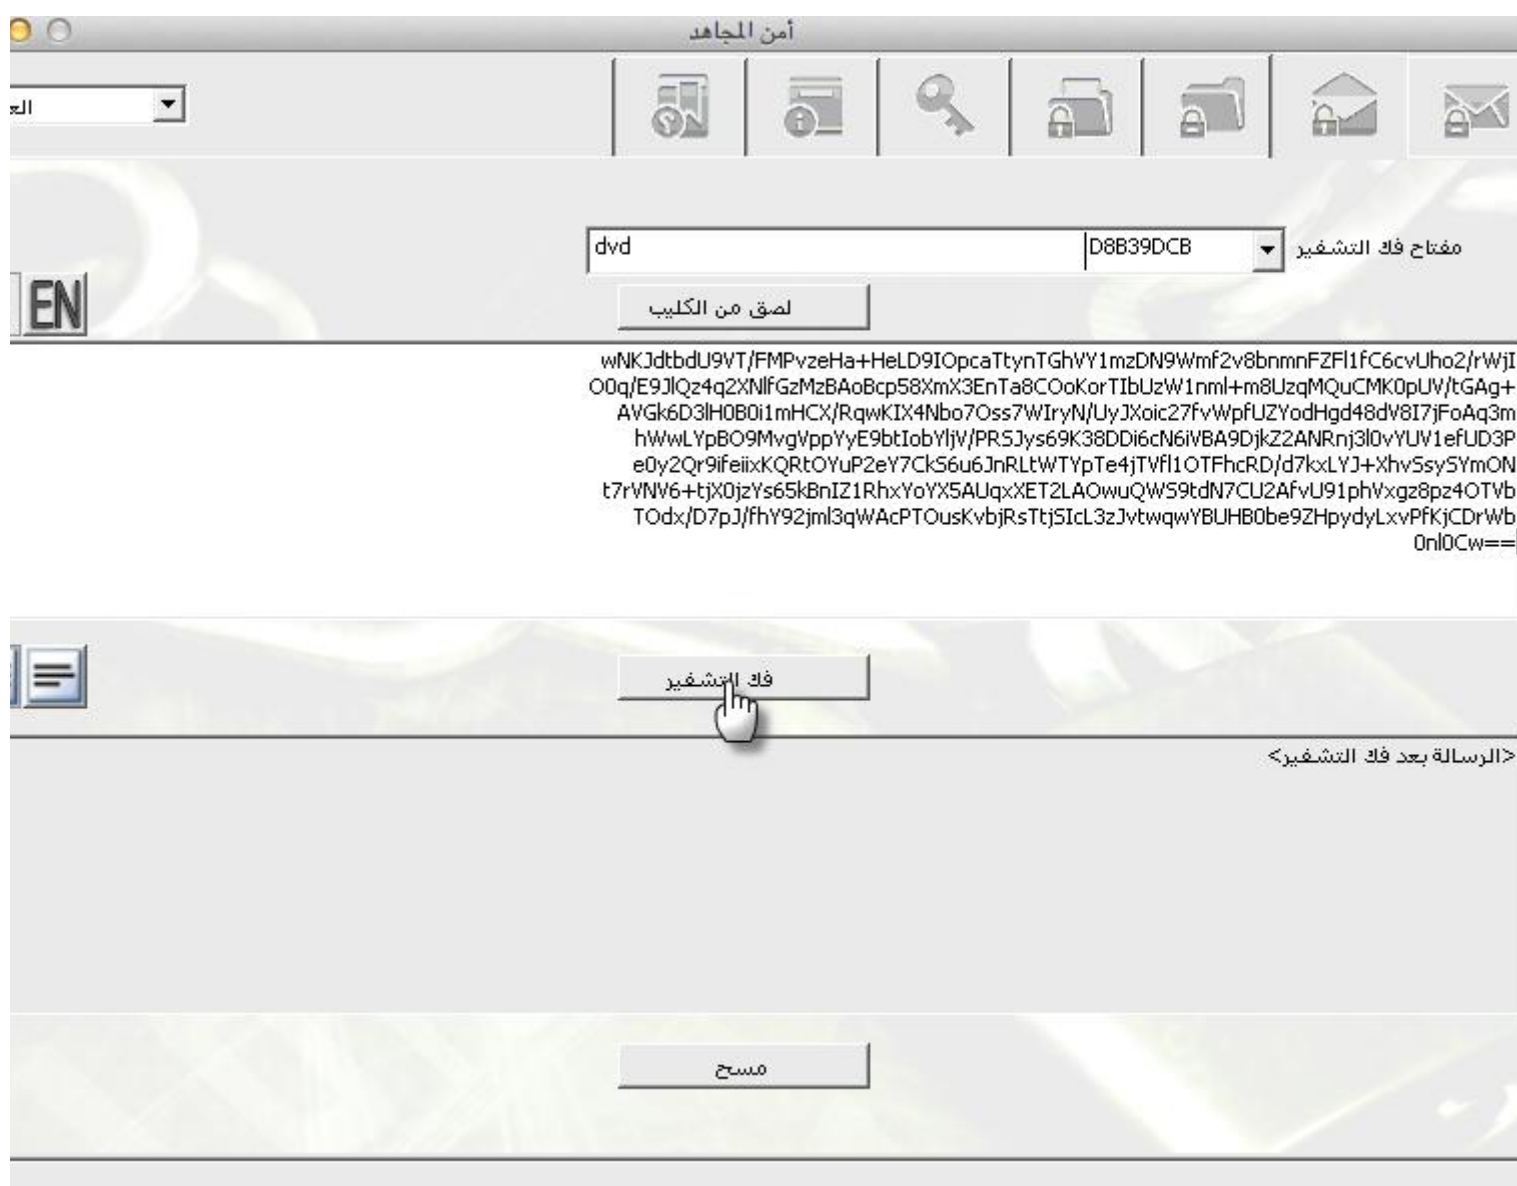 أمن المجاهد
مفتاح فك التشفير
D8B39DCB
dvd
لصق من الكليب
EN
wNKJdtbdU9VT/FMPvzeHa+HeLD9IOpcaTtynTGhVY1mzDN9Wmf2v8bnmnFZFl1fC6cvUho2/rWjI
O0q/E9JlQz4q2XNlfGzMzBAoBcp58XmX3EnTa8COoKorTIbUzW1nml+m8UzqMQuCMK0pUV/tGAg+
AVGk6D3lH0B0i1mHCX/RqwKIX4Nbo7Oss7WIryN/UyJXoic27fvWpfUZYodHgd48dV8I7jFoAq3m
hWwLYpBO9MvgVppYyE9btIobYljV/PRSJys69K38DDi6cN6iVBA9DjkZ2ANRnj3l0vYUV1efUD3P
e0y2Qr9ifeiixKQRtOYuP2eY7CkS6u6JnRLtWTYpTe4jTVfl1OTFhcRD/d7kxLYJ+XhvSsySYmON
t7rVNV6+tjX0jzYs65kBnIZ1RhxYoYX5AUqxXET2LAOwuQWS9tdN7CU2AfvU91phVxgz8pz4OTVb
TOdx/D7pJ/fhY92jml3qWAcPTOusKvbjRsTtjSIcL3zJvtwqwYBUHB0be9ZHpydyLxvPfKjCDrWb
0nl0Cw==
فك التشفير
<الرسالة بعد فك التشفير>
مسح